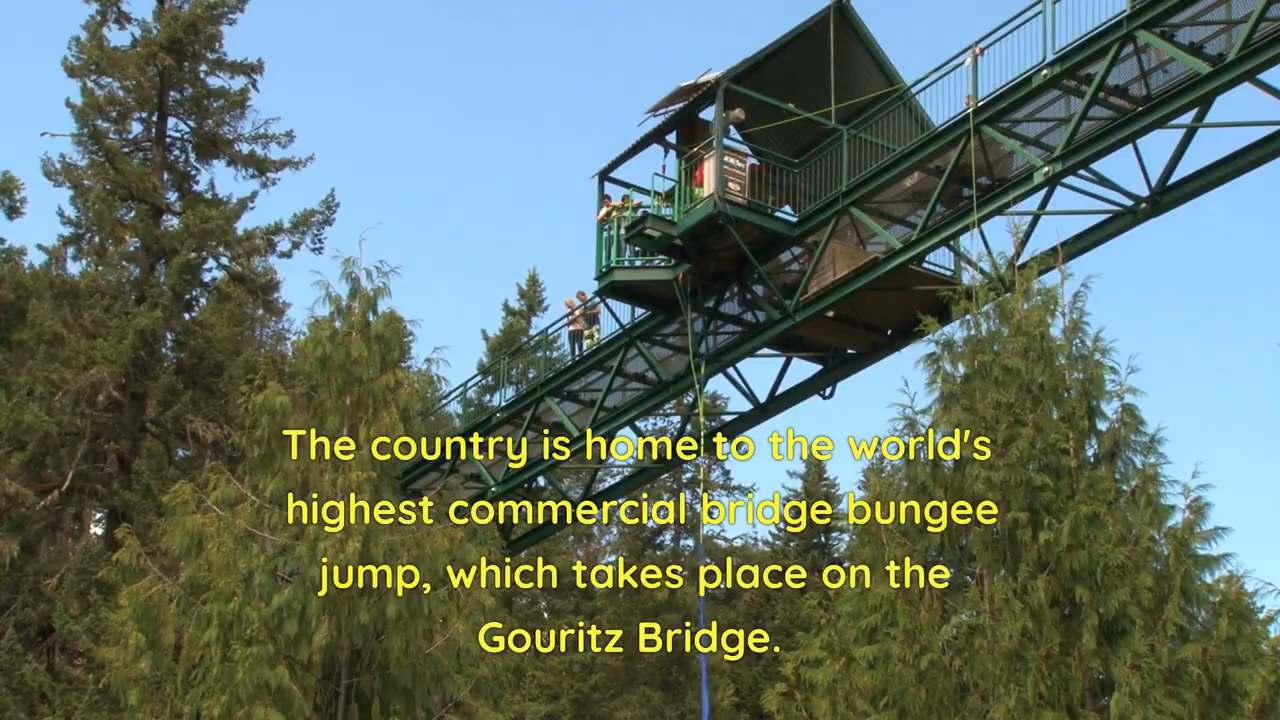 The country is home to the world's
highest commercial bridge bungee
jump, which takes place on the
Gouritz Bridge.